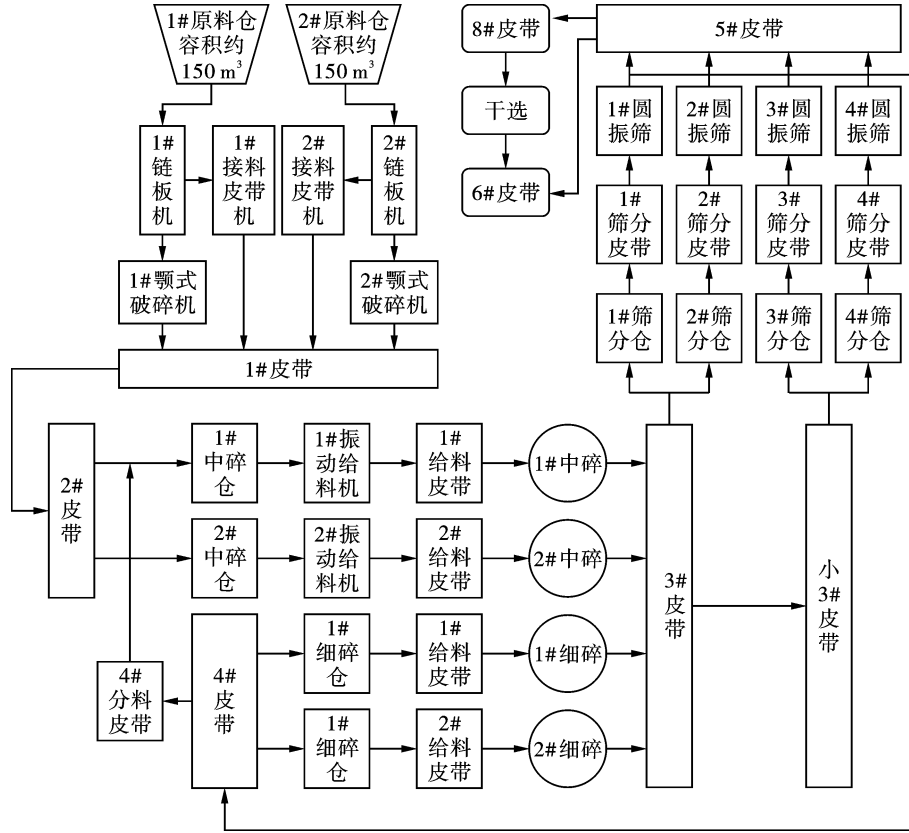 1#原料仓
容积约
150 m³
2#原料仓
容积约
150 m³
1#
链
板
机
1#
接料
皮带
机
2#
接料
皮带
机
2#
链
板
机
1#颚式
破碎机
2#颚式
破碎机
1#皮带
8#皮带
干选
6#皮带
5#皮带
1#圆
振筛
2#圆
振筛
3#圆
振筛
4#圆
振筛
1#
筛分
皮带
2#
筛分
皮带
3#
筛分
皮带
4#
筛分
皮带
1#筛
分仓
2#筛
分仓
3#筛
分仓
4#筛
分仓
2#
皮
带
1#
中碎
仓
1#振
动给
料机
1#
给料
皮带
1#中碎
2#
中碎
仓
2#振
动给
料机
2#
给料
皮带
2#中碎
4#
分料
皮带
4#
皮
带
1#
细碎
仓
1#
给料
皮带
1#细碎
1#
细碎
仓
2#
给料
皮带
2#细碎
3#
皮
带
小
3#
皮
带